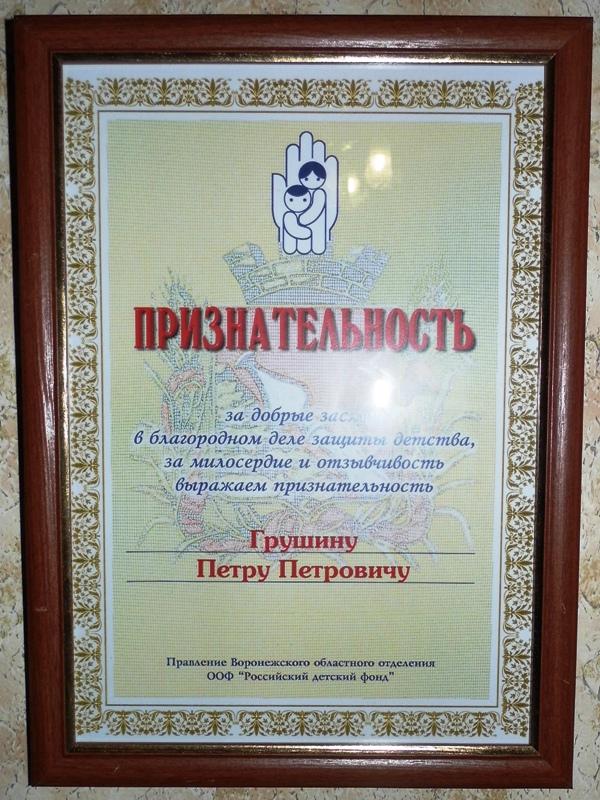 ПРИЗНАТЕЛЬНОСТЬ
за добрые
в благородном деле защиты детства,
за милосердие и отзывчивость
выражаем признательность
Грушину
Петру Петровичу
Правление Воронежского областного отделения
ООФ "Российский детский фонд"